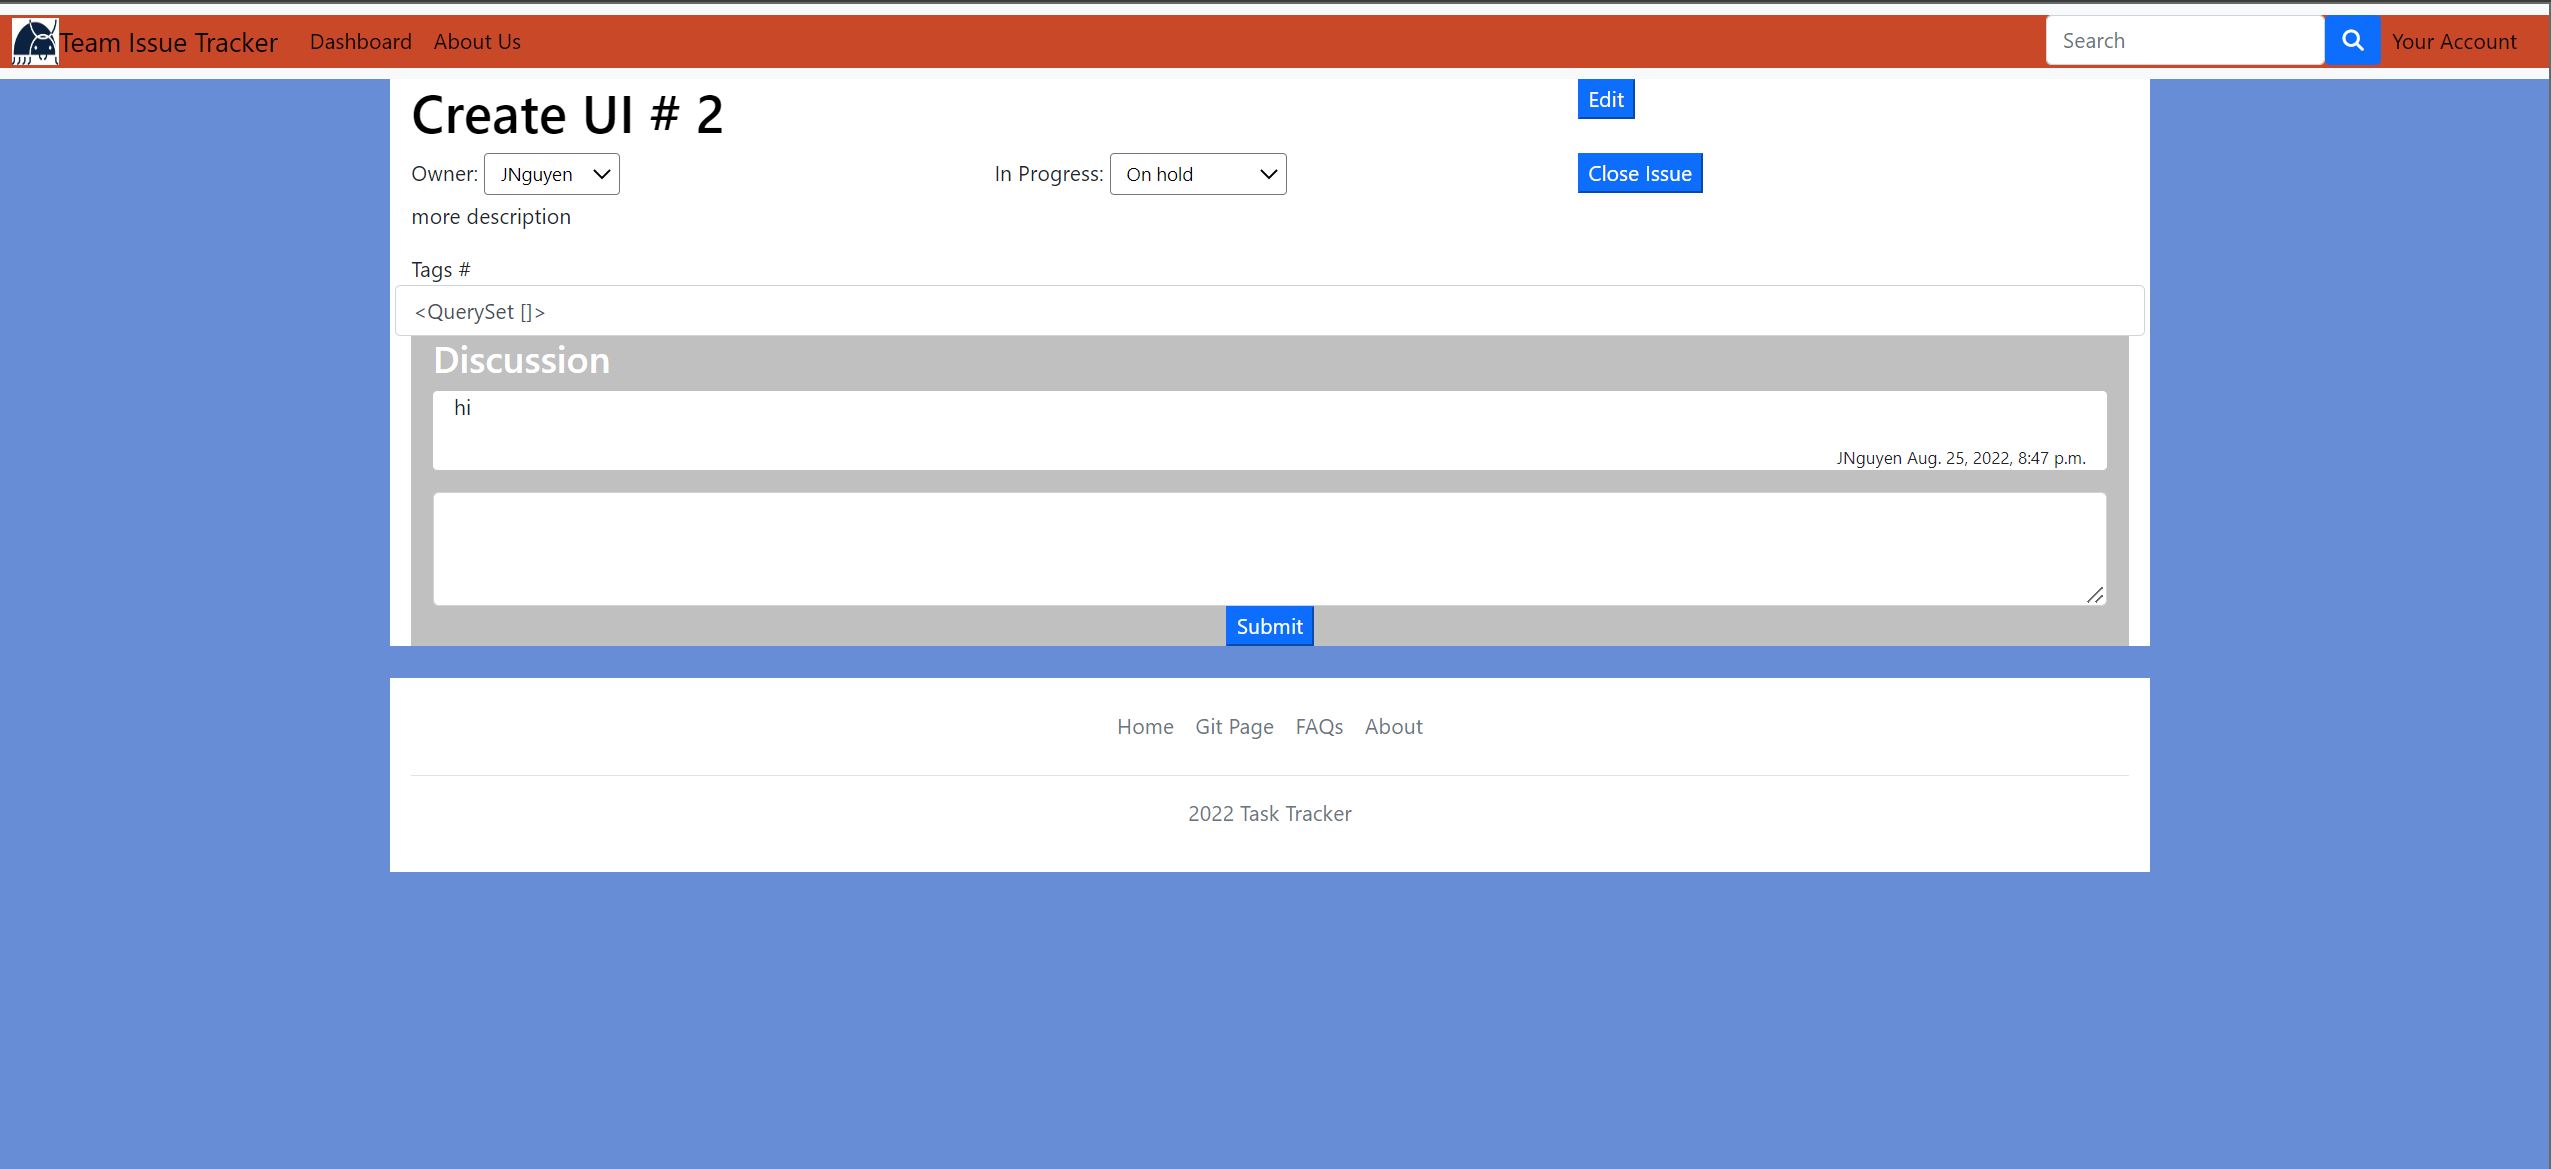 Team Issue Tracker Dashboard About Us Search Your Account
Create UI # 2 Edit
Owner: JNguyen In Progress: On hold Close Issue
more description
Tags #
<QuerySet []>
Discussion
hi
JNguyen Aug. 25, 2022, 8:47 p.m.
Submit
Home Git Page FAQs About
2022 Task Tracker